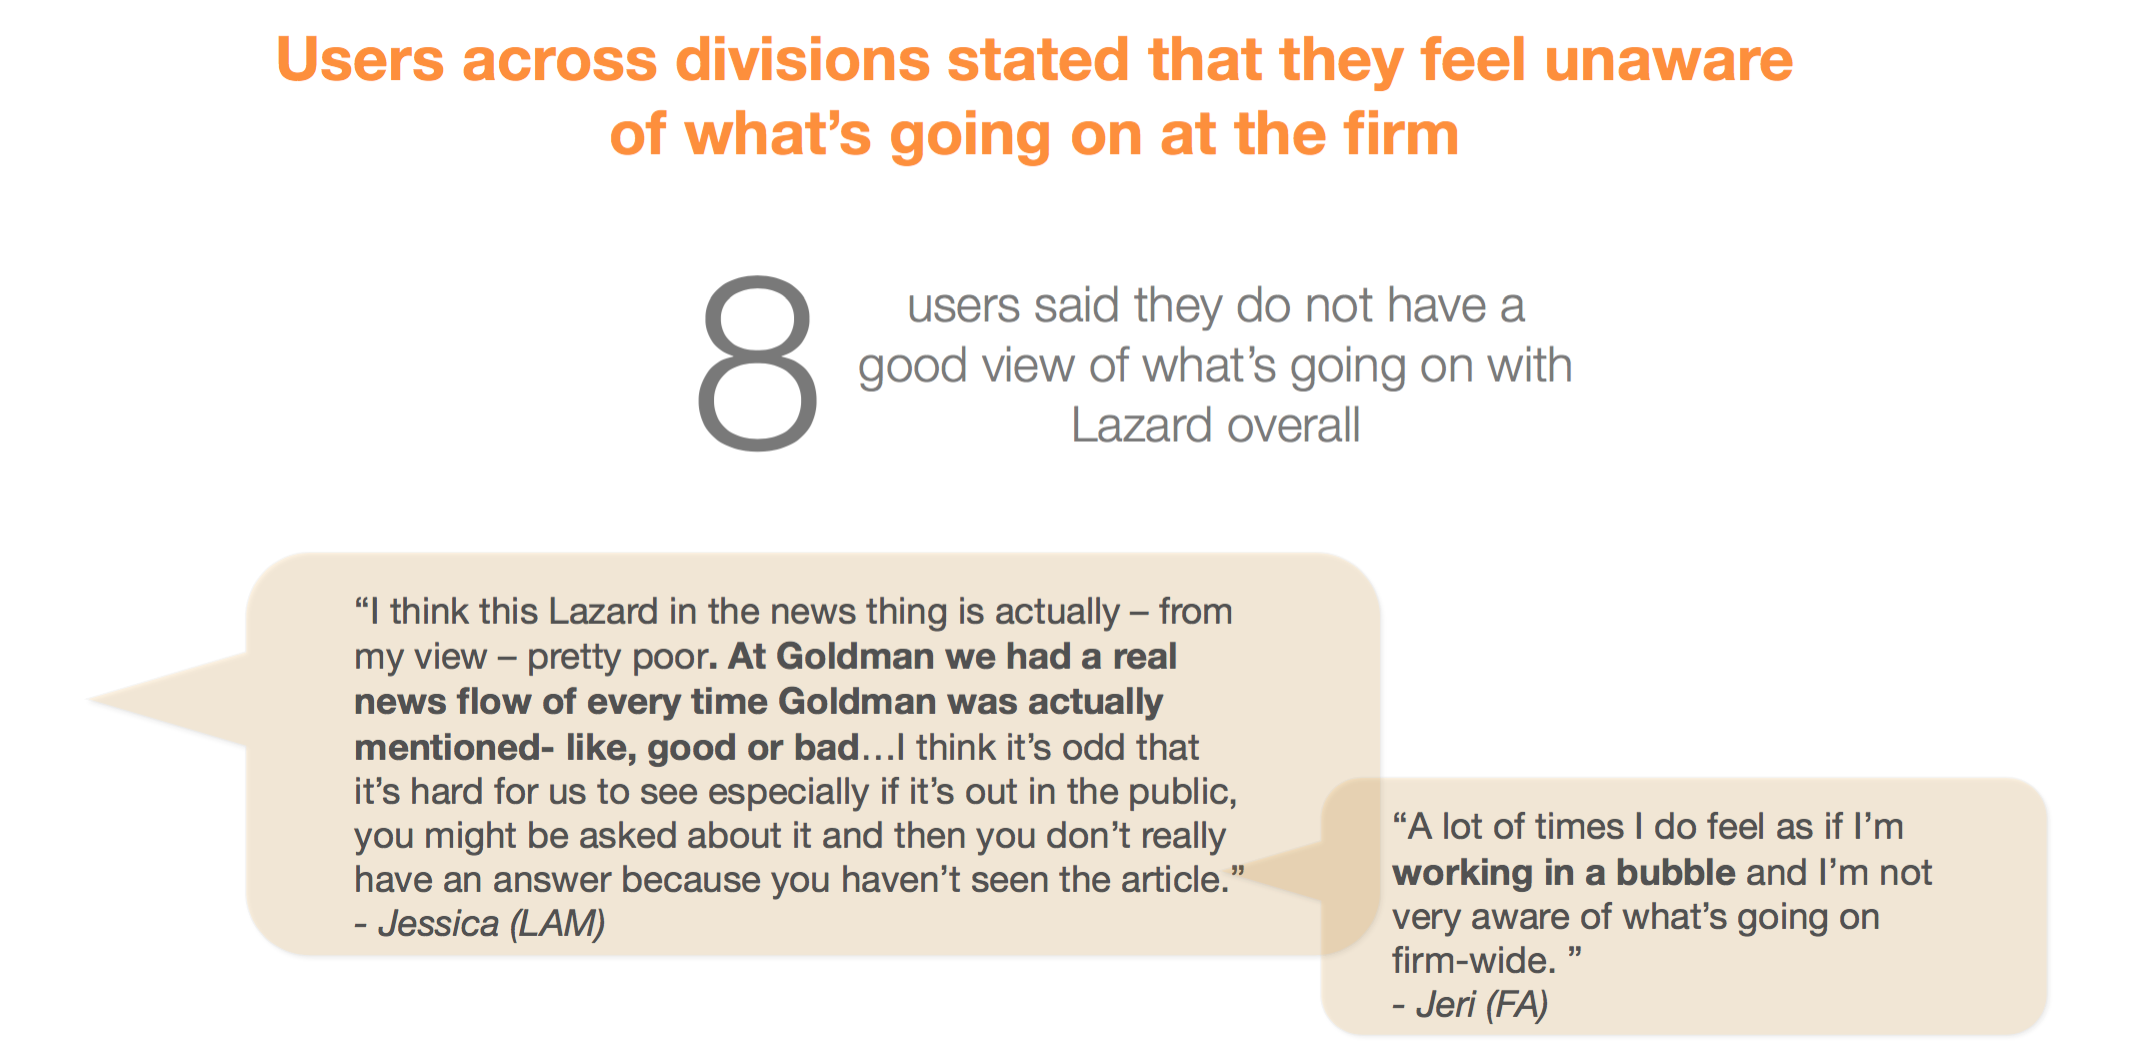 Users across divisions stated that they feel unaware
of what’s going on at the firm
8
users said they do not have a
good view of what’s going on with
Lazard overall
“I think this Lazard in the news thing is actually – from
my view – pretty poor. At Goldman we had a real
news flow of every time Goldman was actually
mentioned- like, good or bad…I think it’s odd that
it’s hard for us to see especially if it’s out in the public,
you might be asked about it and then you don’t really
have an answer because you haven’t seen the article.”
- Jessica (LAM)
“A lot of times I do feel as if I’m
working in a bubble and I’m not
very aware of what’s going on
firm-wide. ”
- Jeri (FA)